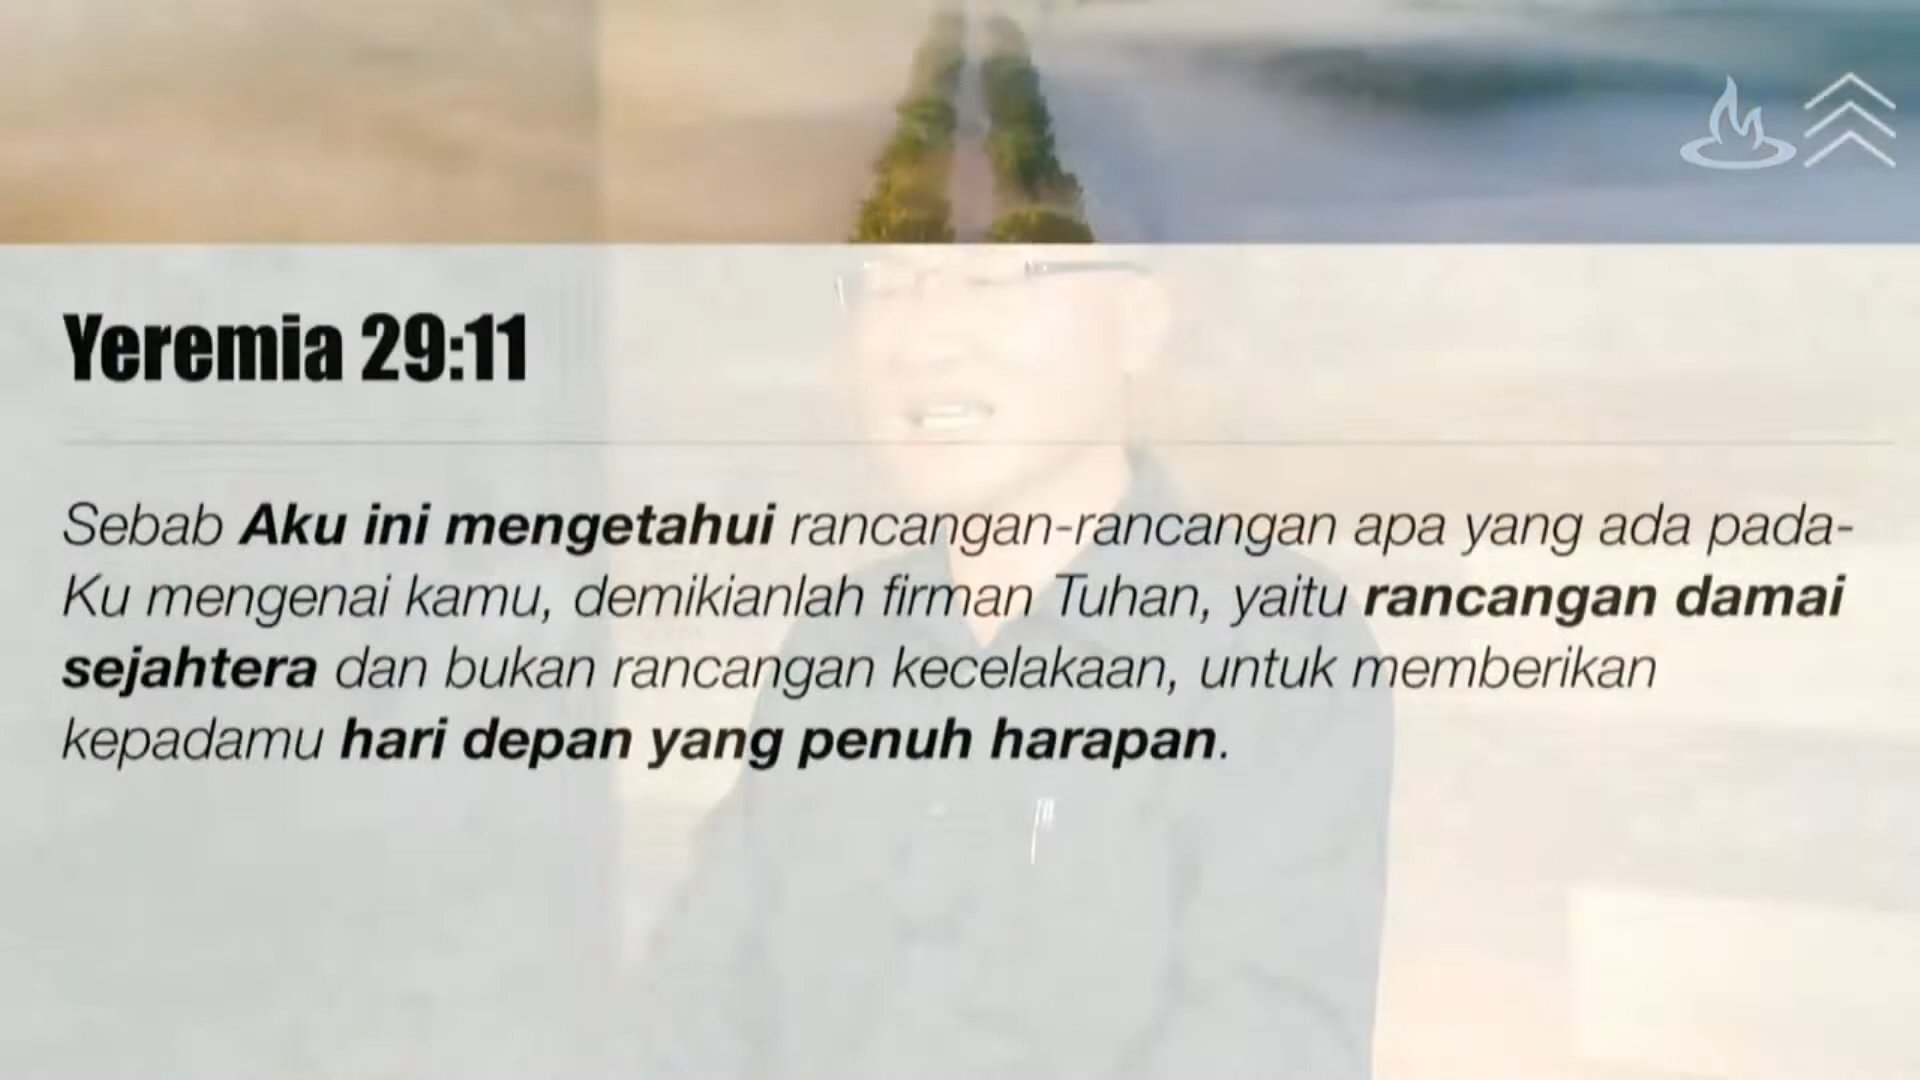 Yeremia 29:11
Sebab Aku ini mengetahui rancangan-rancangan apa yang ada pada-
Ku mengenai kamu, demikianlah firman Tuhan, yaitu rancangan damai
sejahtera dan bukan rancangan kecelakaan, untuk memberikan
kepadamu hari depan yang penuh harapan.